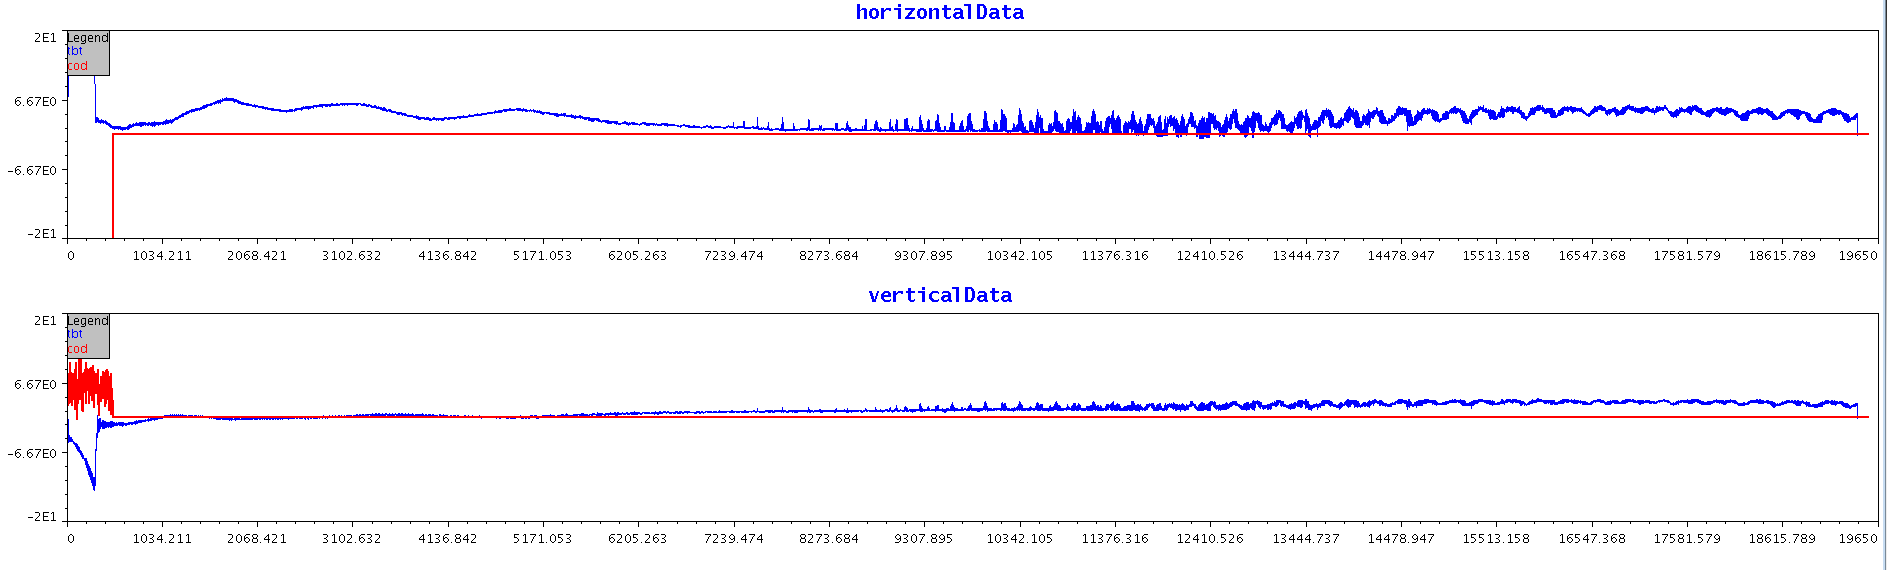 horizontalData
2E1
Legend
tbt
cod
6.67E0
-6.67E0
-2E1
0 1034.211 2068.421 3102.632 4136.842 5171.053 6205.263 7239.474 8273.684 9307.895 10342.105 11376.316 12410.526 13444.737 14478.947 15513.158 16547.368 17581.579 18615.789 19650
verticalData
2E1
Legend
tbt
cod
6.67E0
-6.67E0
-2E1
0 1034.211 2068.421 3102.632 4136.842 5171.053 6205.263 7239.474 8273.684 9307.895 10342.105 11376.316 12410.526 13444.737 14478.947 15513.158 16547.368 17581.579 18615.789 19650